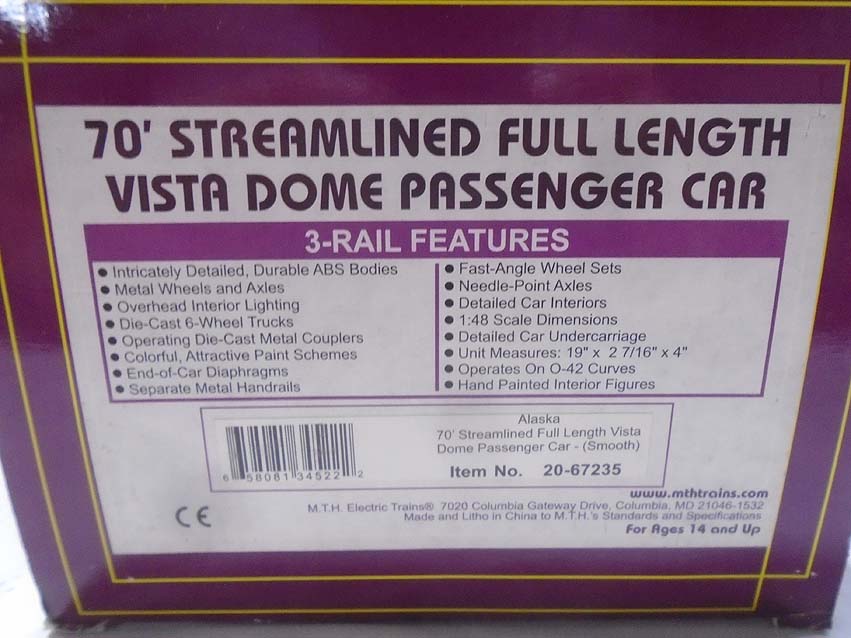 70' STREAMLINED FULL LENGTH
VISTA DOME PASSENGER CAR
3-RAIL FEATURES
• Intricately Detailed, Durable ABS Bodies
• Metal Wheels and Axles
• Overhead Interior Lighting
• Die-Cast 6-Wheel Trucks
• Operating Die-Cast Metal Couplers
• Colorful, Attractive Paint Schemes
• End-of-Car Diaphragms
• Separate Metal Handrails
• Fast-Angle Wheel Sets
• Needle-Point Axles
• Detailed Car Interiors
• 1:48 Scale Dimensions
• Detailed Car Undercarriage
• Unit Measures: 19" x 2 7/16" x 4"
• Operates On O-42 Curves
• Hand Painted Interior Figures
6 58081 34522 2
Alaska
70' Streamlined Full Length Vista
Dome Passenger Car - (Smooth)
Item No. 20-67235
CE
www.mthtrains.com
M.T.H. Electric Trains® 7020 Columbia Gateway Drive, Columbia, MD 21046-1532
Made and Litho in China to M.T.H.'s Standards and Specifications
For Ages 14 and Up